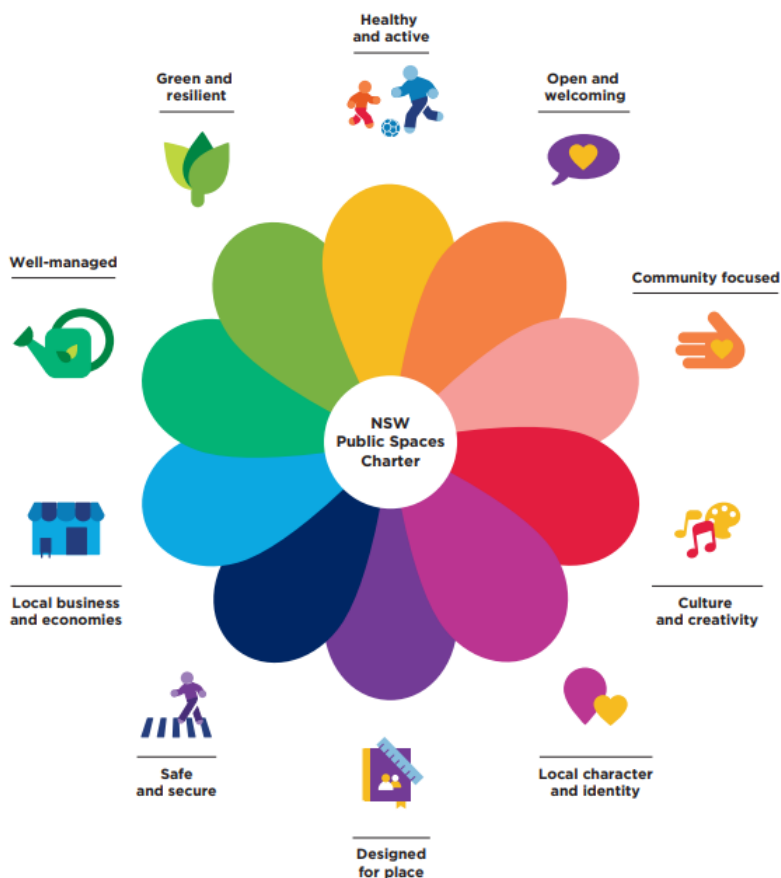 Healthy
and active
Green and
resilient
Open and
welcoming
Well-managed
Community focused
NSW
Public Spaces
Charter
Local business
and economies
Culture
and creativity
Safe
and secure
Local character
and identity
Designed
for place